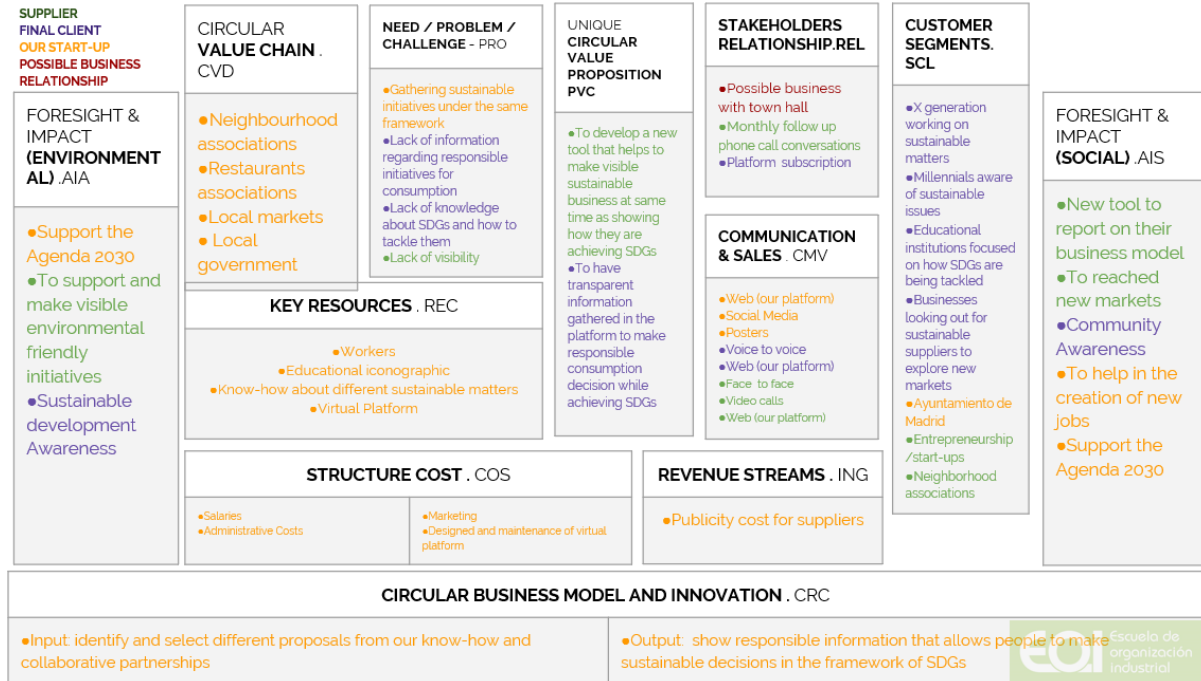 SUPPLIER
FINAL CLIENT
OUR START-UP
POSSIBLE BUSINESS
RELATIONSHIP
FORESIGHT &
IMPACT
(ENVIRONMENT
AL) .AIA
●Support the
Agenda 2030
●To support and
make visible
environmental
friendly
initiatives
●Sustainable
development
Awareness
CIRCULAR
VALUE CHAIN .
CVD
●Neighbourhood
associations
●Restaurants
associations
●Local markets
● Local
government
NEED / PROBLEM /
CHALLENGE - PRO
●Gathering sustainable
initiatives under the same
framework
●Lack of information
regarding responsible
initiatives for
consumption
●Lack of knowledge
about SDGs and how to
tackle them
●Lack of visibility
KEY RESOURCES . REC
●Workers
●Educational iconographic
●Know-how about different sustainable matters
●Virtual Platform
UNIQUE
CIRCULAR
VALUE
PROPOSITION
PVC
●To develop a new
tool that helps to
make visible
sustainable
business at same
time as showing
how they are
achieving SDGs
●To have
transparent
information
gathered in the
platform to make
responsible
consumption
decision while
achieving SDGs
STAKEHOLDERS
RELATIONSHIP.REL
●Possible business
with town hall
●Monthly follow up
phone call conversations
●Platform subscription
COMMUNICATION
& SALES . CMV
●Web (our platform)
●Social Media
●Posters
●Voice to voice
●Web (our platform)
●Face to face
●Video calls
●Web (our platform)
CUSTOMER
SEGMENTS.
SCL
●X generation
working on
sustainable
matters
●Millennials aware
of sustainable
issues
●Educational
institutions focused
on how SDGs are
being tackled
●Businesses
looking out for
sustainable
suppliers to
explore new
markets
●Ayuntamiento de
Madrid
●Entrepreneurship
/start-ups
●Neighborhood
associations
FORESIGHT &
IMPACT
(SOCIAL) .AIS
●New tool to
report on their
business model
●To reached
new markets
●Community
Awareness
●To help in the
creation of new
jobs
●Support the
Agenda 2030
STRUCTURE COST . COS
●Salaries
●Administrative Costs
●Marketing
●Designed and maintenance of virtual
platform
REVENUE STREAMS . ING
●Publicity cost for suppliers
CIRCULAR BUSINESS MODEL AND INNOVATION . CRC
●Input: identify and select different proposals from our know-how and
collaborative partnerships
●Output: show responsible information that allows people to make
sustainable decisions in the framework of SDGs
EOI
Escuela de
organización
industrial